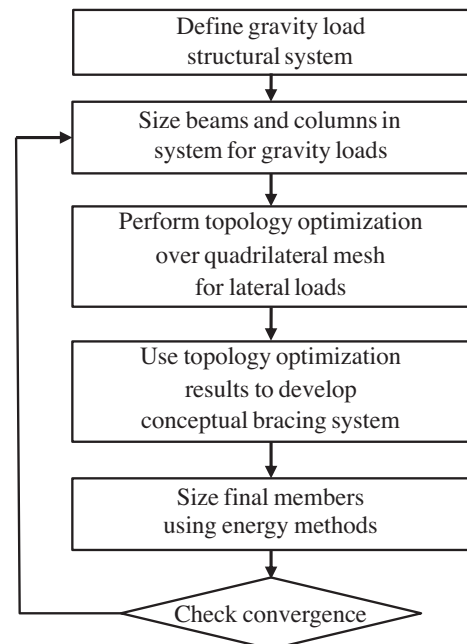 Define gravity load
structural system
Size beams and columns in
system for gravity loads
Perform topology optimization
over quadrilateral mesh
for lateral loads
Use topology optimization
results to develop
conceptual bracing system
Size final members
using energy methods
Check convergence